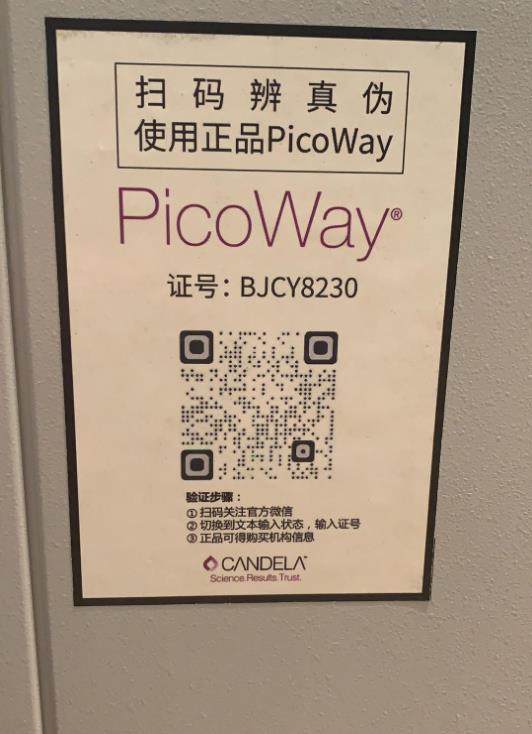 扫码辨真伪
使用正品PicoWay
PicoWay®
证号：BJCY8230
验证步骤：
①扫码关注官方微信
②切换到文本输入状态，输入证号
③正品可得购买机构信息
CANDELA™
Science.Results.Trust.